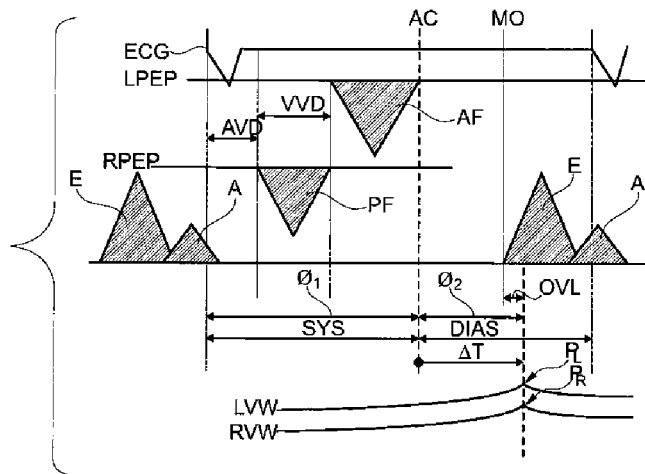 AC MO
ECG
LPEP
VVD
AF
AVD
RPEP
E
A
PF
E
A
Ø1 Ø2 OVL
SYS DIAS
ΔT
PL
PR
LVW
RVW